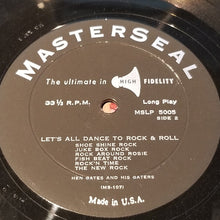 MASTERSEAL
The ultimate in HIGH FIDELITY
33 ⅓ R.P.M.
Long Play
MSLP 5005
SIDE 2
LET'S ALL DANCE TO ROCK & ROLL
SHOE SHINE ROCK
JUKE BOX ROCK
ROCK AROUND ROSIE
FISH BEAT ROCK
ROCK'N TIME
THE NEW ROCK
HEN GATES AND HIS GATERS
(MS-107)
Made in U.S.A.